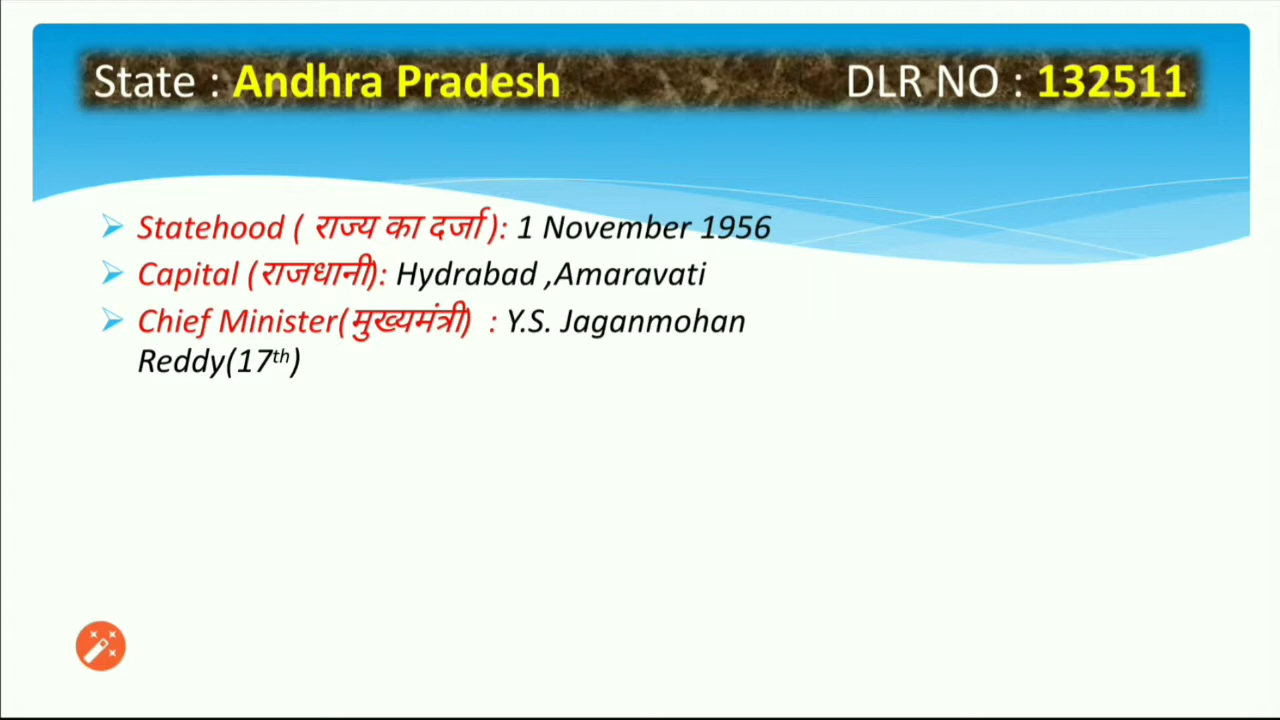 State : Andhra Pradesh DLR NO : 132511
Statehood ( राज्य का दर्जा ): 1 November 1956
Capital (राजधानी): Hydrabad ,Amaravati
Chief Minister(मुख्यमंत्री) : Y.S. Jaganmohan
Reddy(17th)